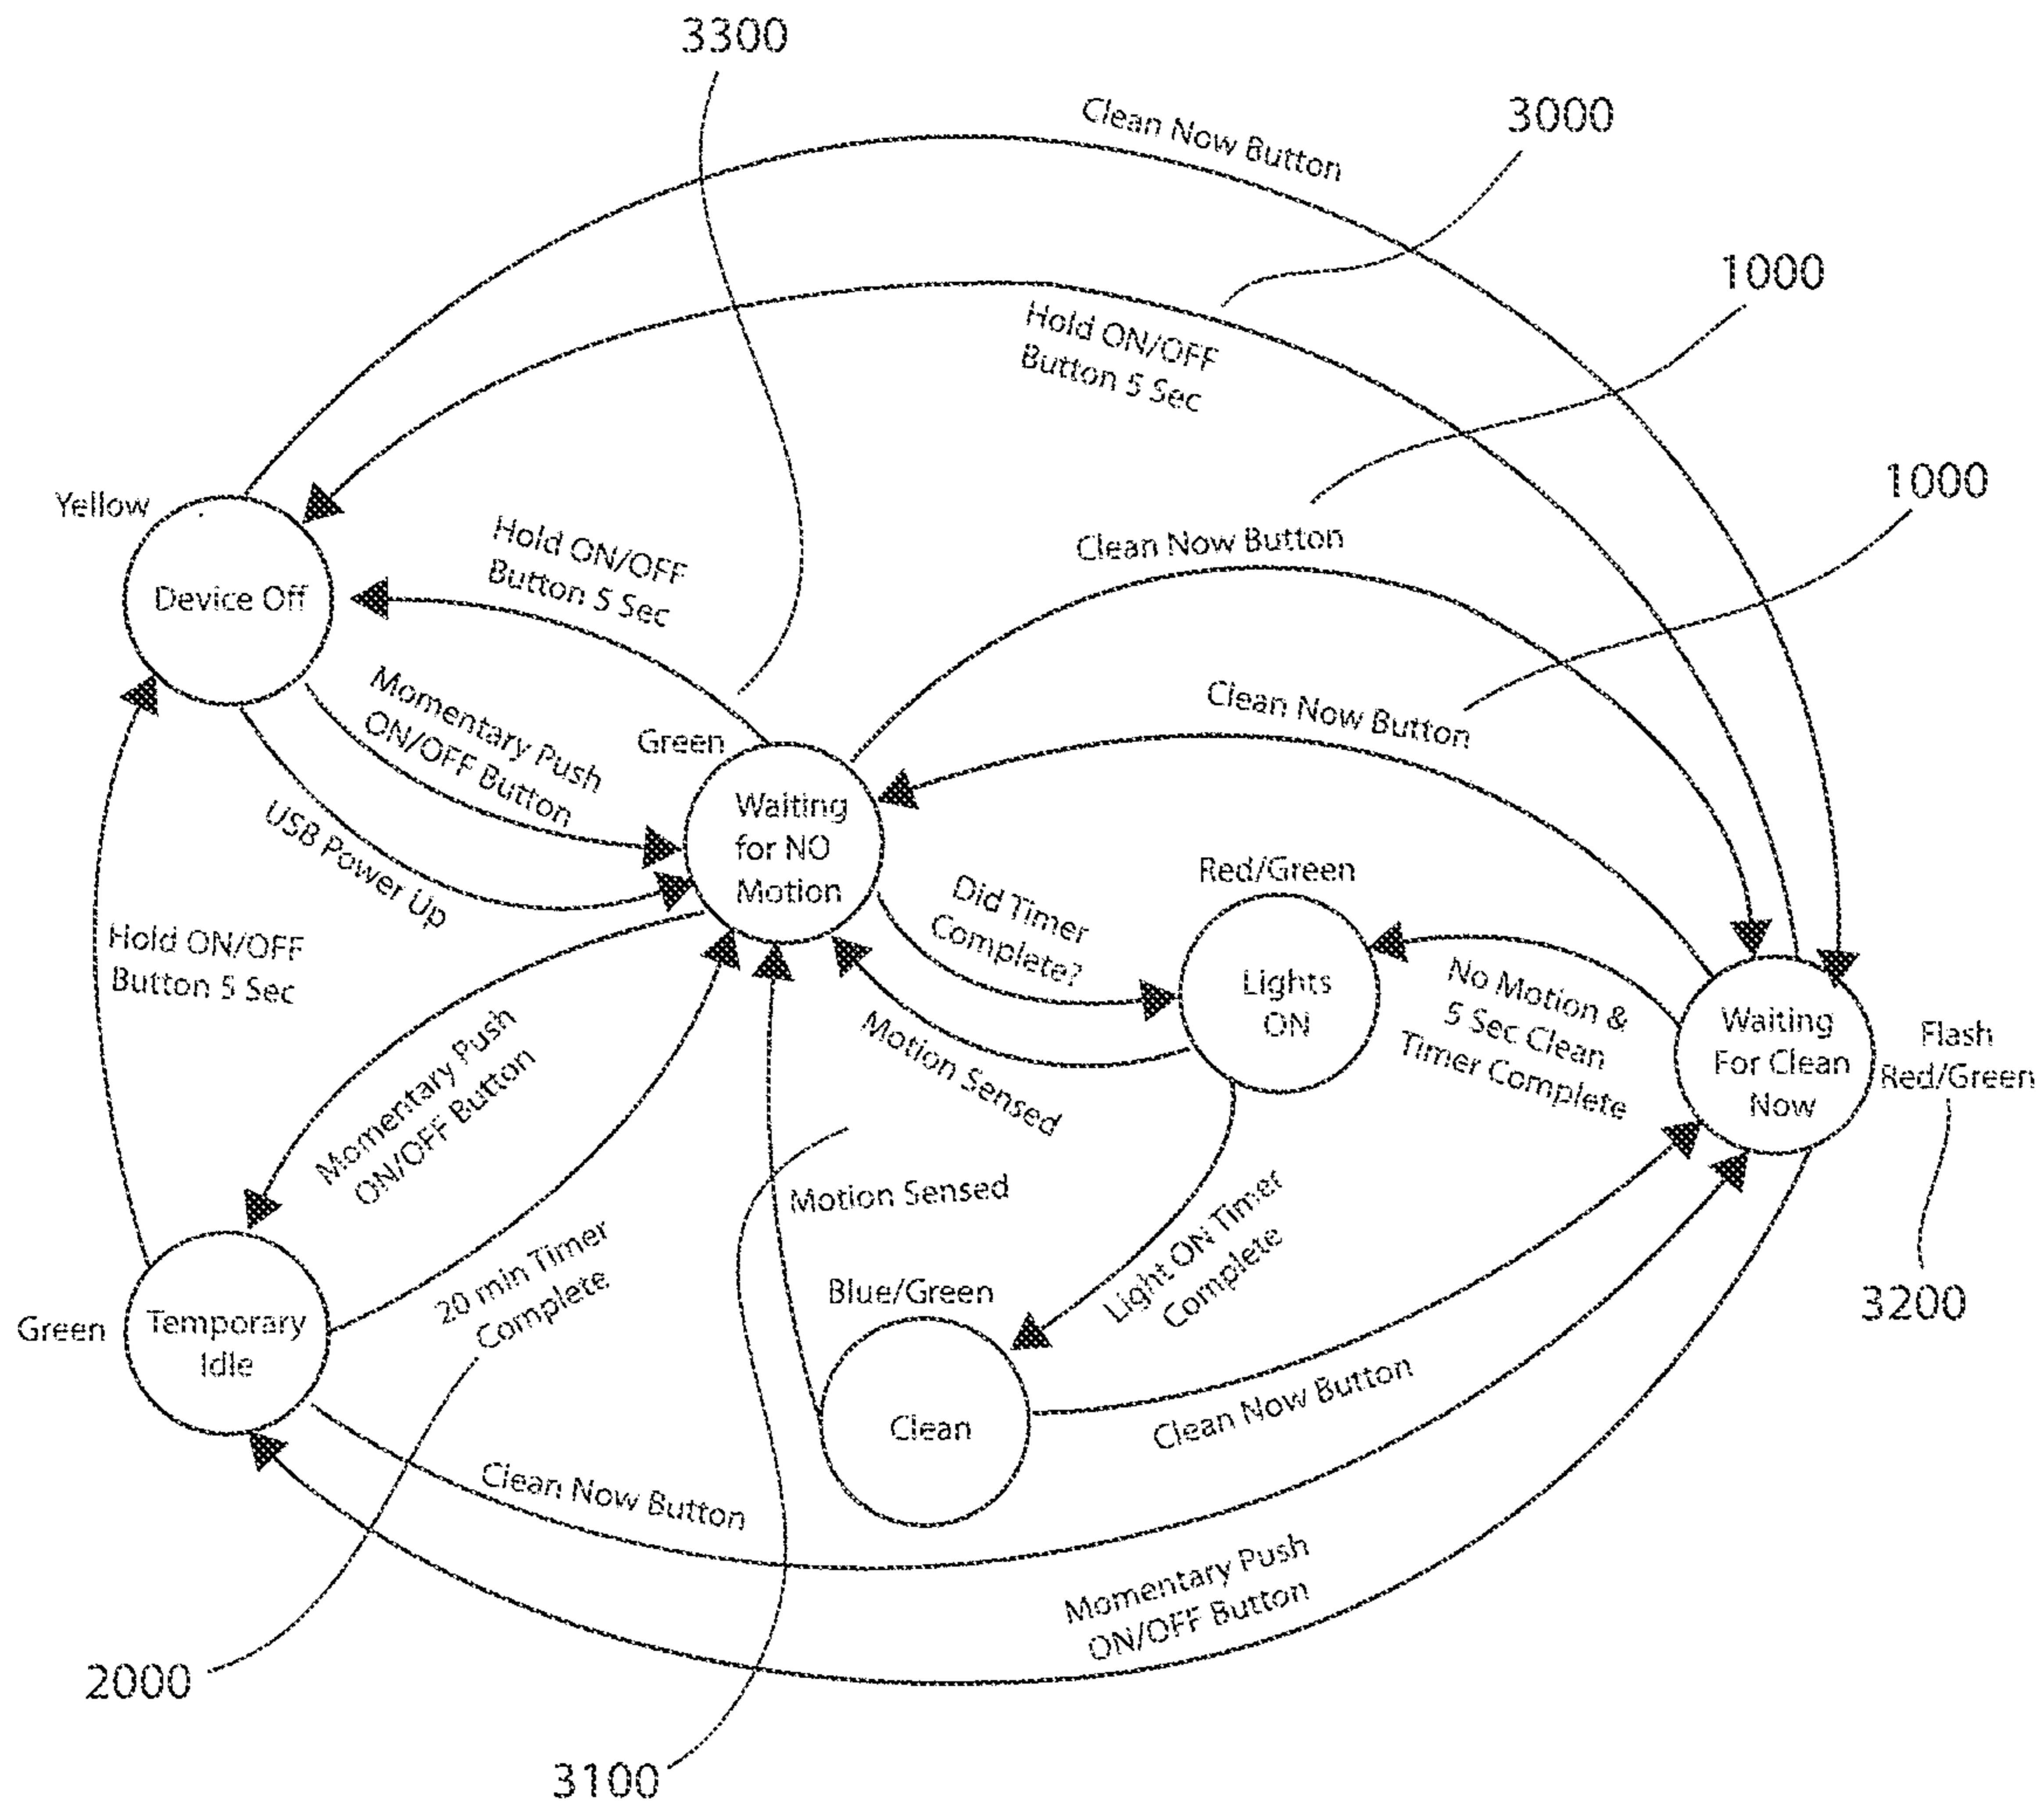 3300
3000
Clean Now Button
1000
Hold ON/OFF
Button 5 Sec
1000
Yellow
Device Off
Hold ON/OFF
Button 5 Sec
Clean Now Button
Momentary Push
ON/OFF Button
Green
Clean Now Button
USB Power Up
Waiting
for NO
Motion
Red/Green
Did Timer
Complete?
Lights
ON
No Motion &
5 Sec Clean
Timer Complete
Waiting
For Clean
Now
Flash
Red/Green
Hold ON/OFF
Button 5 Sec
Motion Sensed
Momentary Push
ON/OFF Button
Motion Sensed
Light ON Timer
Complete
3200
20 min Timer
Complete
Blue/Green
Green
Temporary
Idle
Clean
Clean Now Button
Clean Now Button
Momentary Push
ON/OFF Button
2000
3100